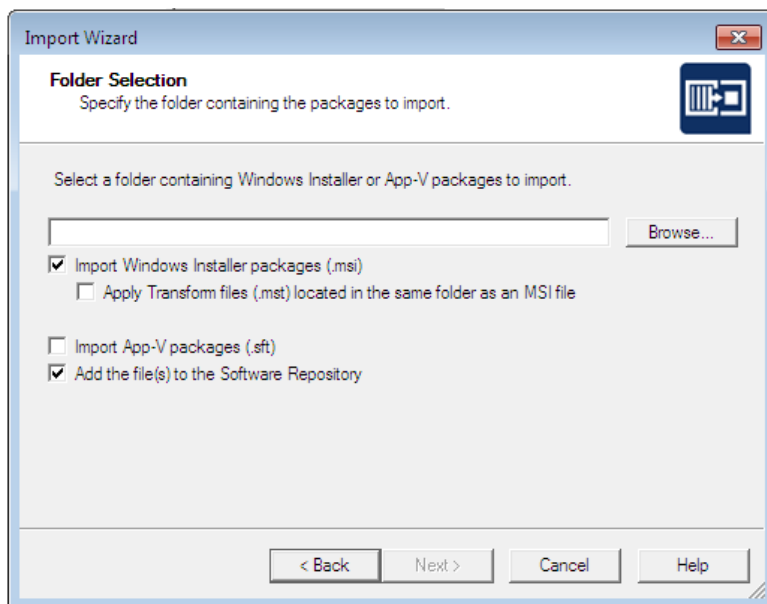 Import Wizard
Folder Selection
Specify the folder containing the packages to import.
Select a folder containing Windows Installer or App-V packages to import.
Browse...
Import Windows Installer packages (.msi)
Apply Transform files (.mst) located in the same folder as an MSI file
Import App-V packages (.sft)
Add the file(s) to the Software Repository
< Back Next > Cancel Help